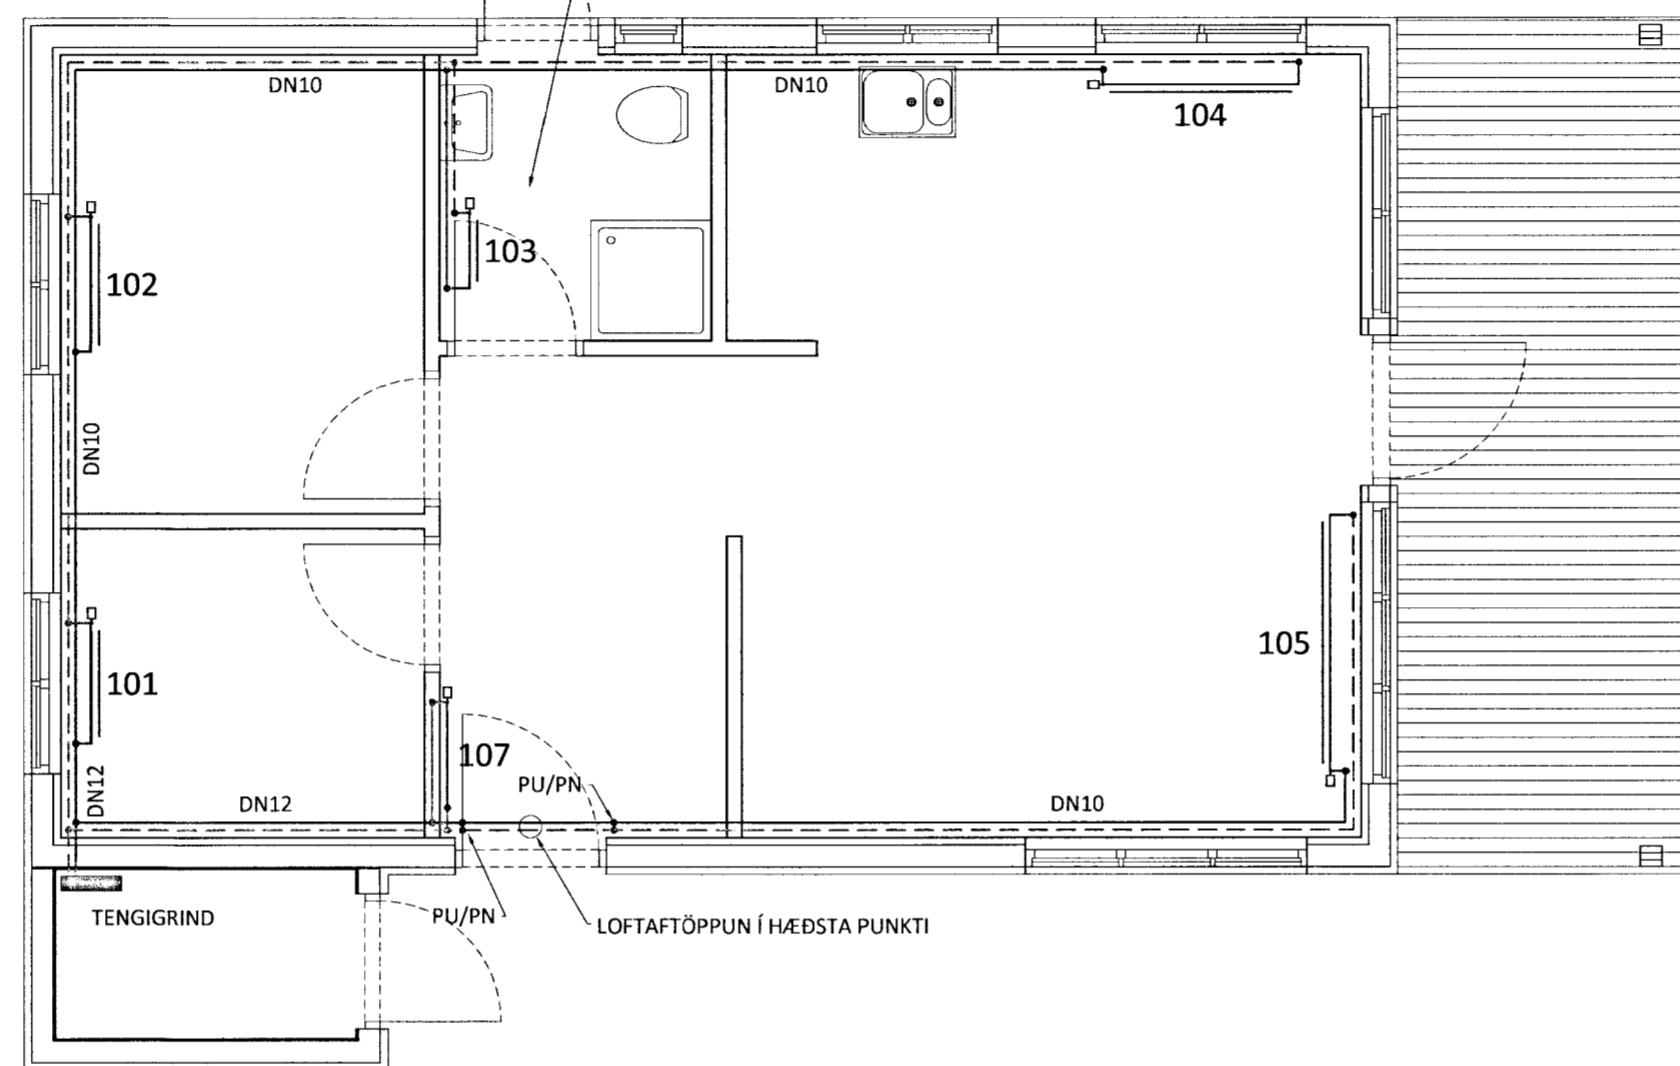 DN10
DN10
104
103
102
DN10
105
101
107
PU/PN
DN12
DN12
DN10
TENGIGRIND
PU/PN
LOFTAFTÖPPUN Í HÆÐSTA PUNKTI